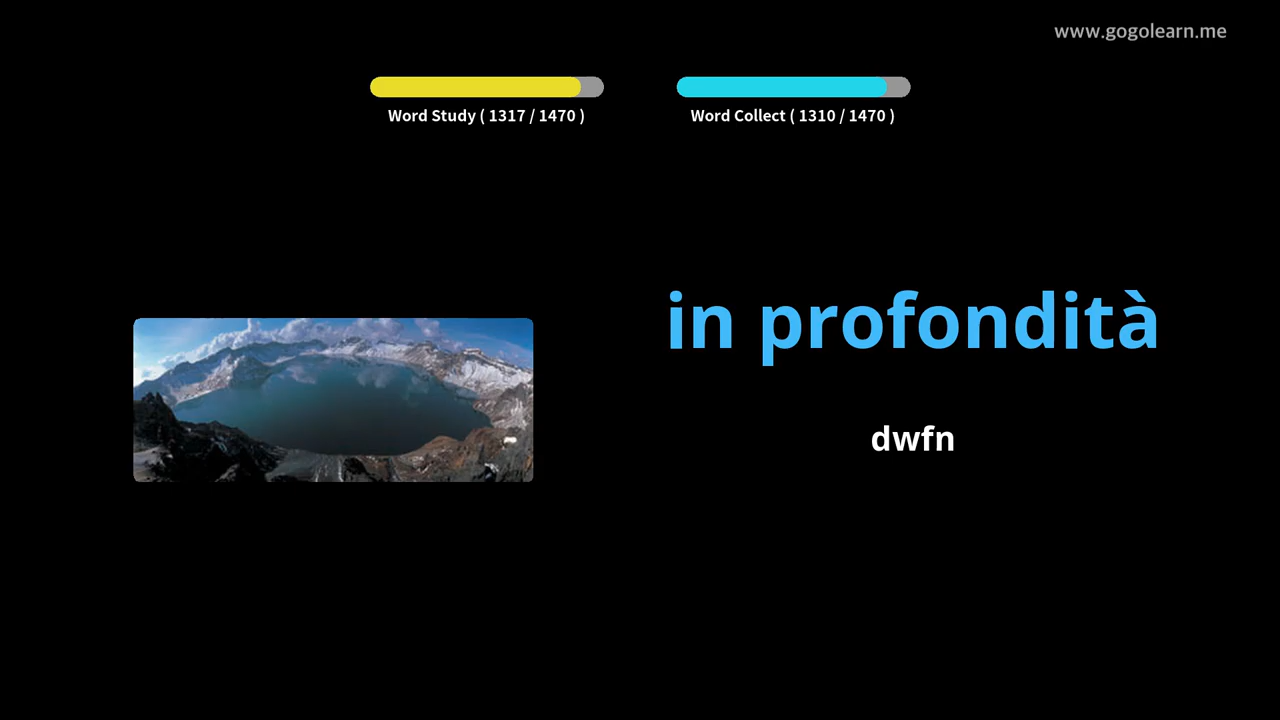 www.gogolearn.me
Word Study ( 1317 / 1470 )
Word Collect ( 1310 / 1470 )
in profondità
dwfn